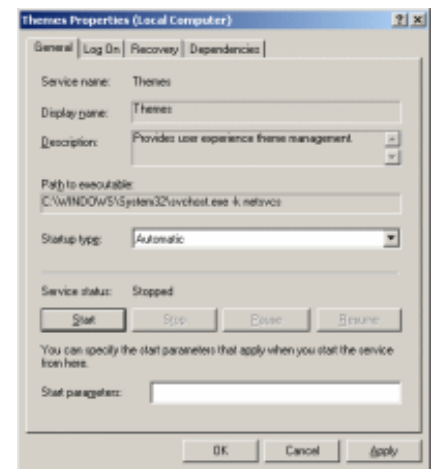 Themes Properties (Local Computer)
General Log On Recovery Dependencies
Service name: Themes
Display name: Themes
Description: Provides user experience theme management.
Path to executable:
C:\WINDOWS\System32\svchost.exe -k netsvcs
Startup type: Automatic
Service status: Stopped
Start Stop Pause Resume
You can specify the start parameters that apply when you start the service
from here.
Start parameters:
OK Cancel Apply